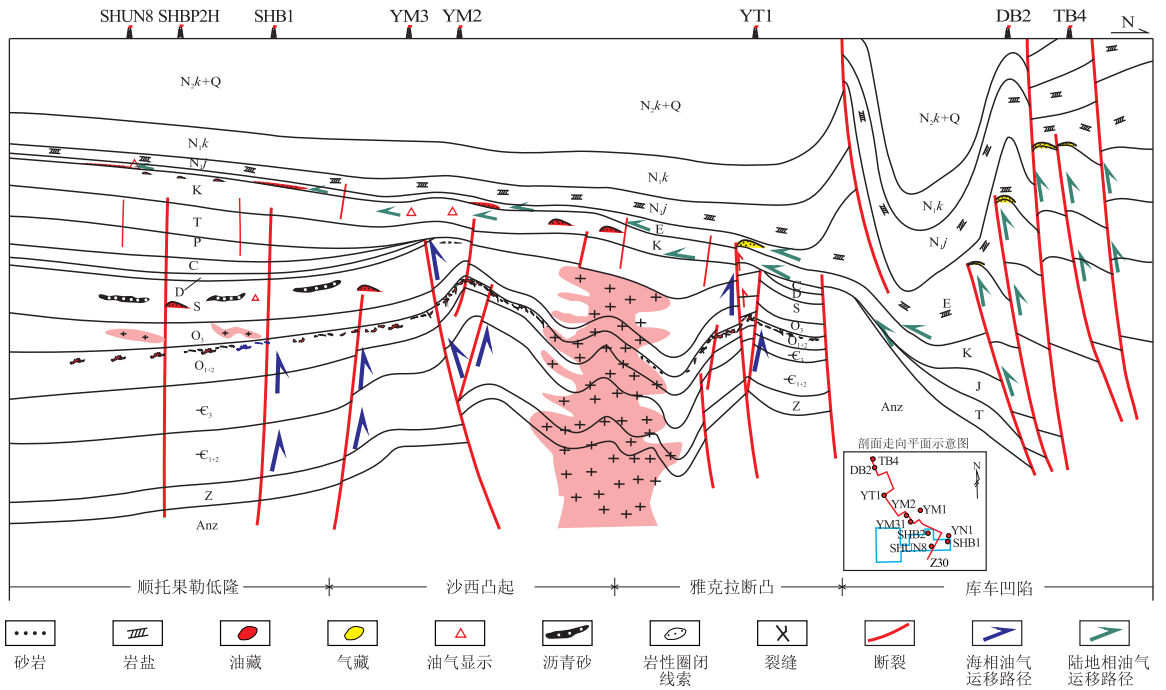 SHUN8 SHBP2H SHB1 YM3 YM2 YT1 DB2 TB4 N
N₂k+Q
N₂k+Q
N₂k+Q
N₁k
N₁k
N₁k
N₁j
N₁j
N₁j
K
E
K
T
P
C
D
S
O₃
O₁₊₂
Є₃
Є₁₊₂
Z
Anz
C
D
S
O₃
O₁₊₂
Є₃
Є₁₊₂
Z
E
K
J
T
Anz
剖面走向平面示意图
TB4
DB2
N
YT1
YM2
YM1
YM31
SHB2
YN1
SHUN8
SHB1
Z30
顺托果勒低隆 沙西凸起 雅克拉断凸 库车凹陷
砂岩 岩盐 油藏 气藏 油气显示 沥青砂 岩性圈闭 裂缝 断裂 海相油气 陆地相油气
线索 运移路径 运移路径